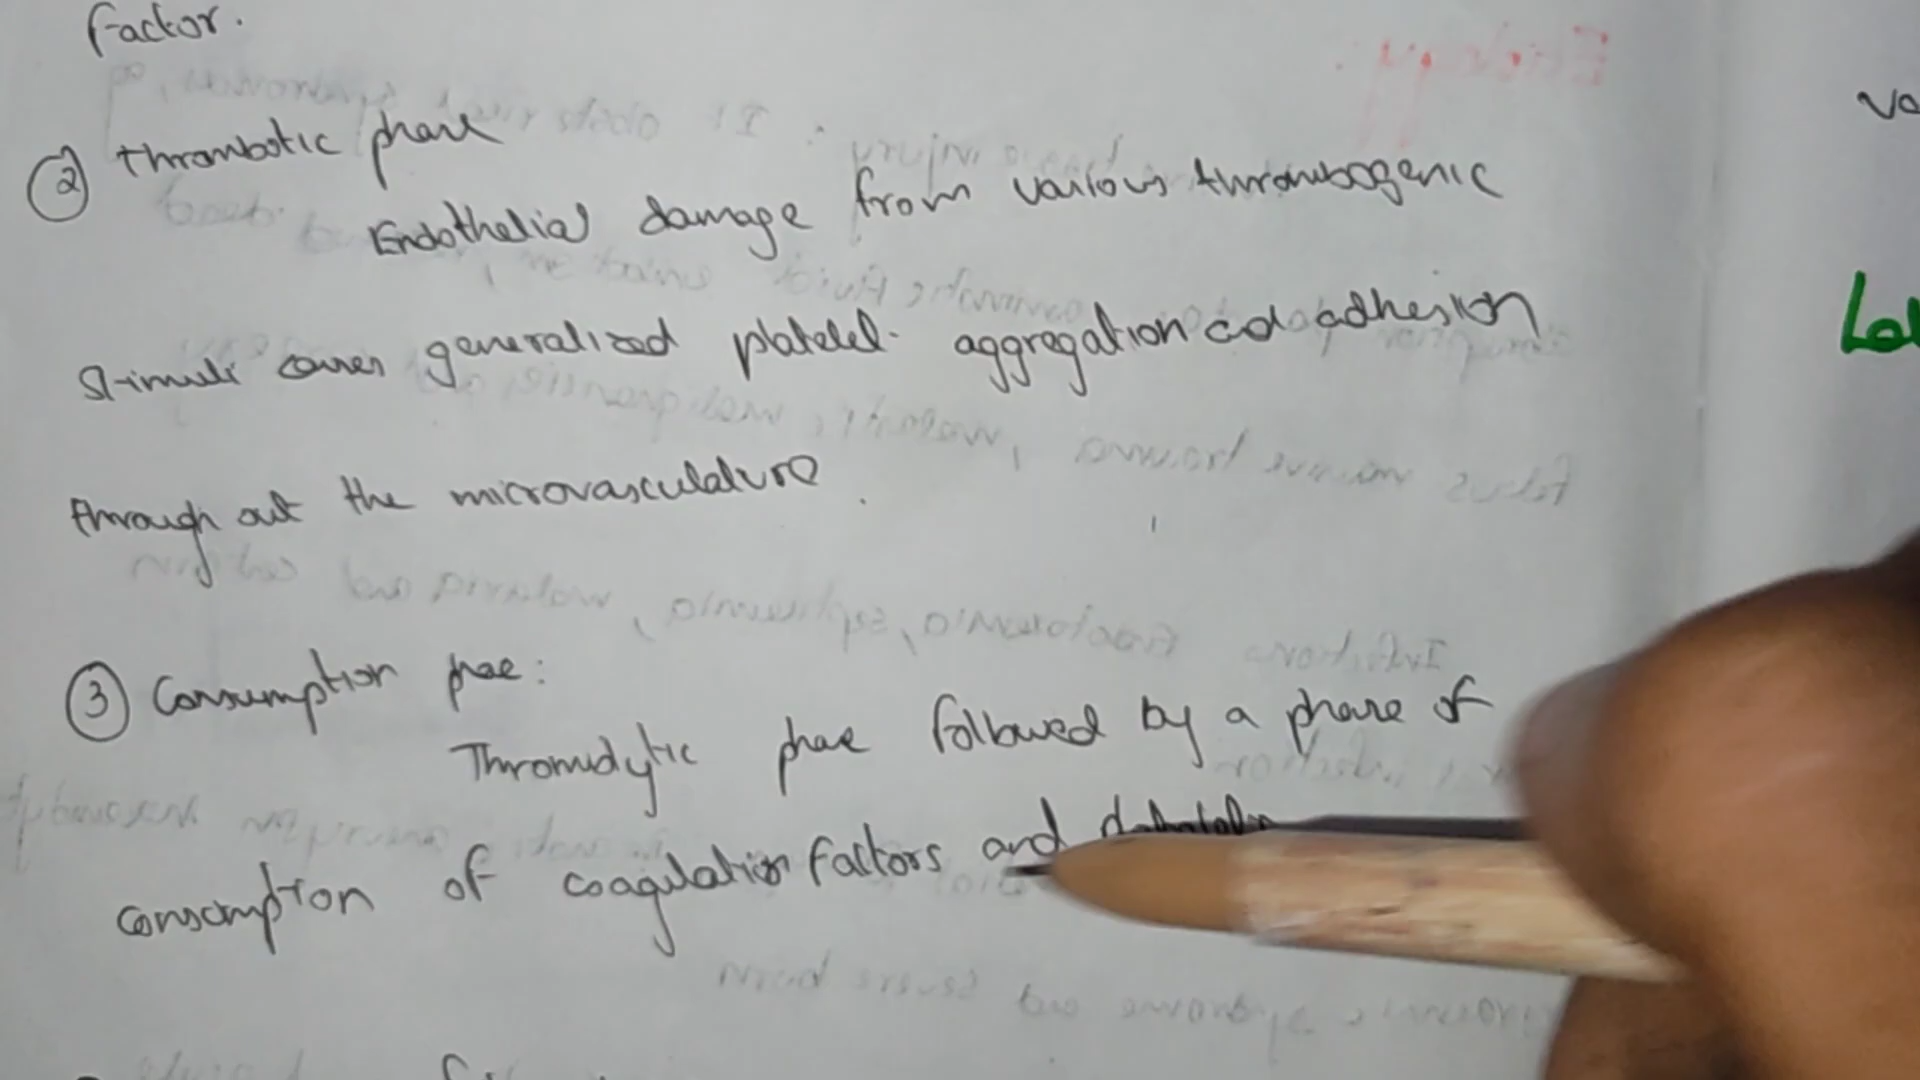 Factor.
② thrombotic phase
Endothelial damage from various thrombogenic
Stimuli causes generalized platelet aggregation and adhesion
through out the microvasculature
③ Consumption phase:
Thrombolytic phase followed by a phase of
consumption of coagulation factors and